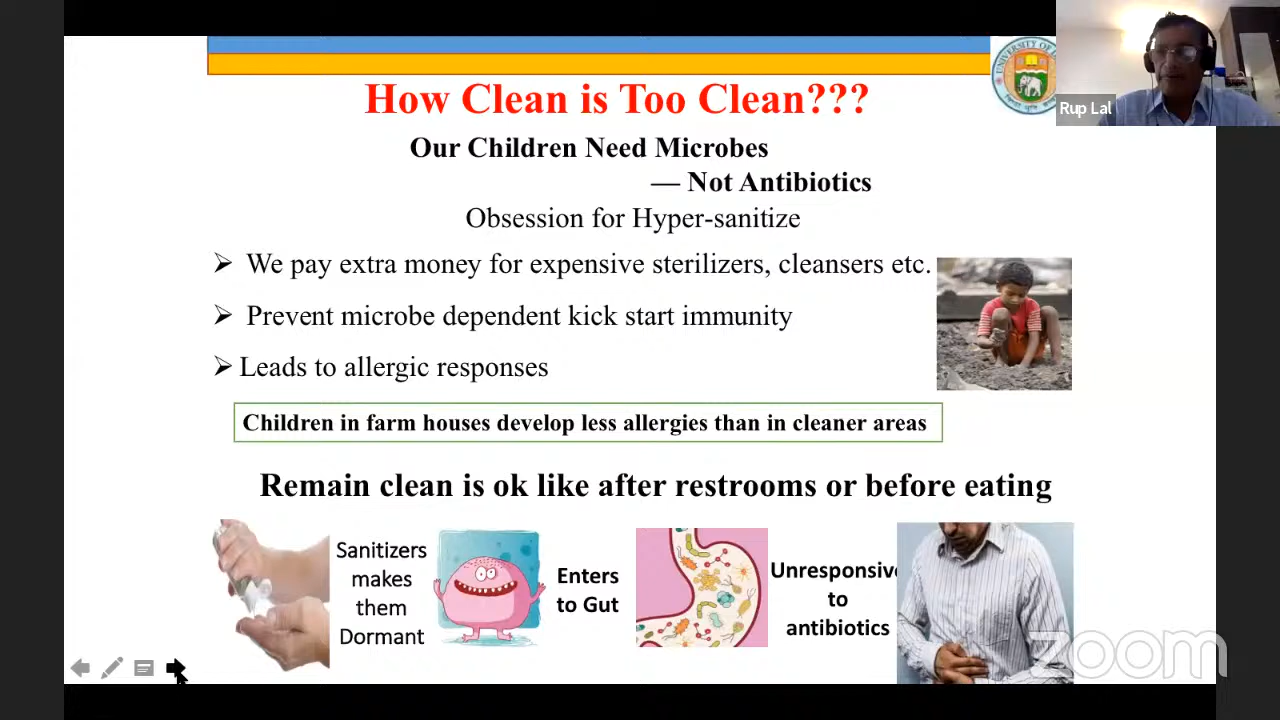 How Clean is Too Clean???
UNIVERSITY OF
Rup Lal
Our Children Need Microbes
— Not Antibiotics
Obsession for Hyper-sanitize
➢ We pay extra money for expensive sterilizers, cleansers etc.
➢ Prevent microbe dependent kick start immunity
➢ Leads to allergic responses
Children in farm houses develop less allergies than in cleaner areas
Remain clean is ok like after restrooms or before eating
Sanitizers
makes
them
Dormant
Enters
to Gut
Unresponsive
to
antibiotics
zoom